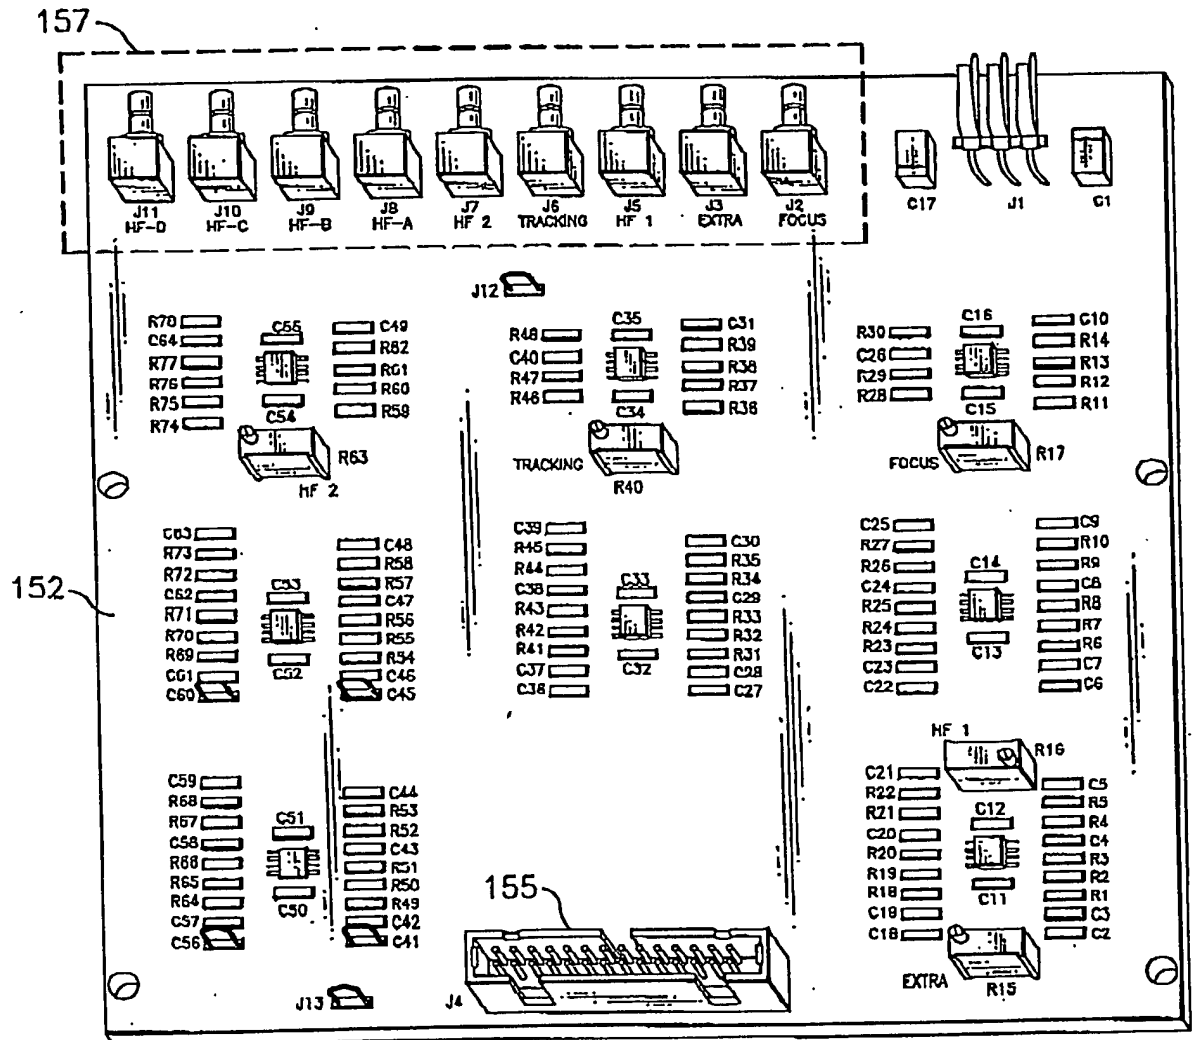 157
J11
HF-D
J10
HF-C
J9
HF-B
J8
HF-A
J7
HF 2
J6
TRACKING
J5
HF 1
J3
EXTRA
J2
FOCUS
C17
J1
C1
J12
R78
C64
R77
R76
R75
R74
C55
C54
C49
R62
R61
R60
R59
R63
HF 2
R48
C40
R47
R46
C35
C34
C31
R39
R38
R37
R36
TRACKING
R40
R30
C26
R29
R28
C16
C15
C10
R14
R13
R12
R11
FOCUS
R17
152
C63
R73
R72
C62
R71
R70
R69
C61
C60
C53
C52
C48
R58
R57
C47
R56
R55
R54
C46
C45
C39
R45
R44
C38
R43
R42
R41
C37
C36
C33
C32
C30
R35
R34
C29
R33
R32
R31
C28
C27
C25
R27
R26
C24
R25
R24
R23
C23
C22
C14
C13
C9
R10
R9
C8
R8
R7
R6
C7
C6
HF 1
R16
C59
R68
R67
C58
R66
R65
R64
C57
C56
C51
C50
C44
R53
R52
C43
R51
R50
R49
C42
C41
C21
R22
R21
C20
R20
R19
R18
C19
C18
C12
C11
C5
R5
R4
C4
R3
R2
R1
C3
C2
155
J13
J4
EXTRA
R15